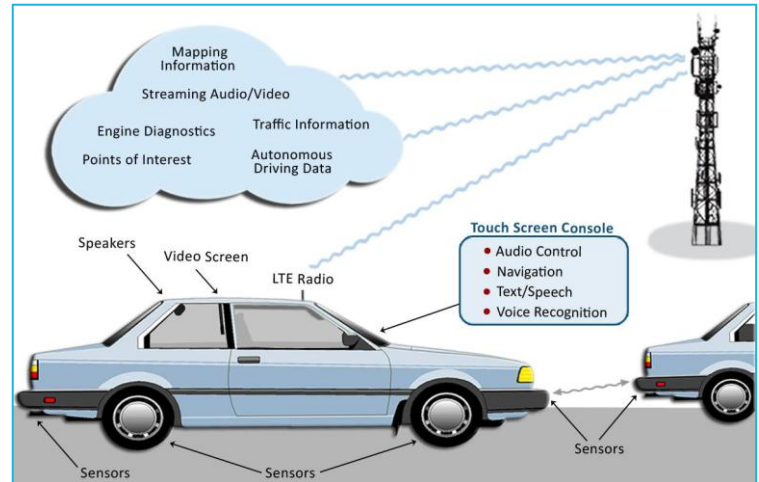 Mapping
Information
Streaming Audio/Video
Engine Diagnostics
Traffic Information
Points of Interest
Autonomous
Driving Data
Touch Screen Console
Audio Control
Navigation
Text/Speech
Voice Recognition
Speakers
Video Screen
LTE Radio
Sensors
Sensors
Sensors